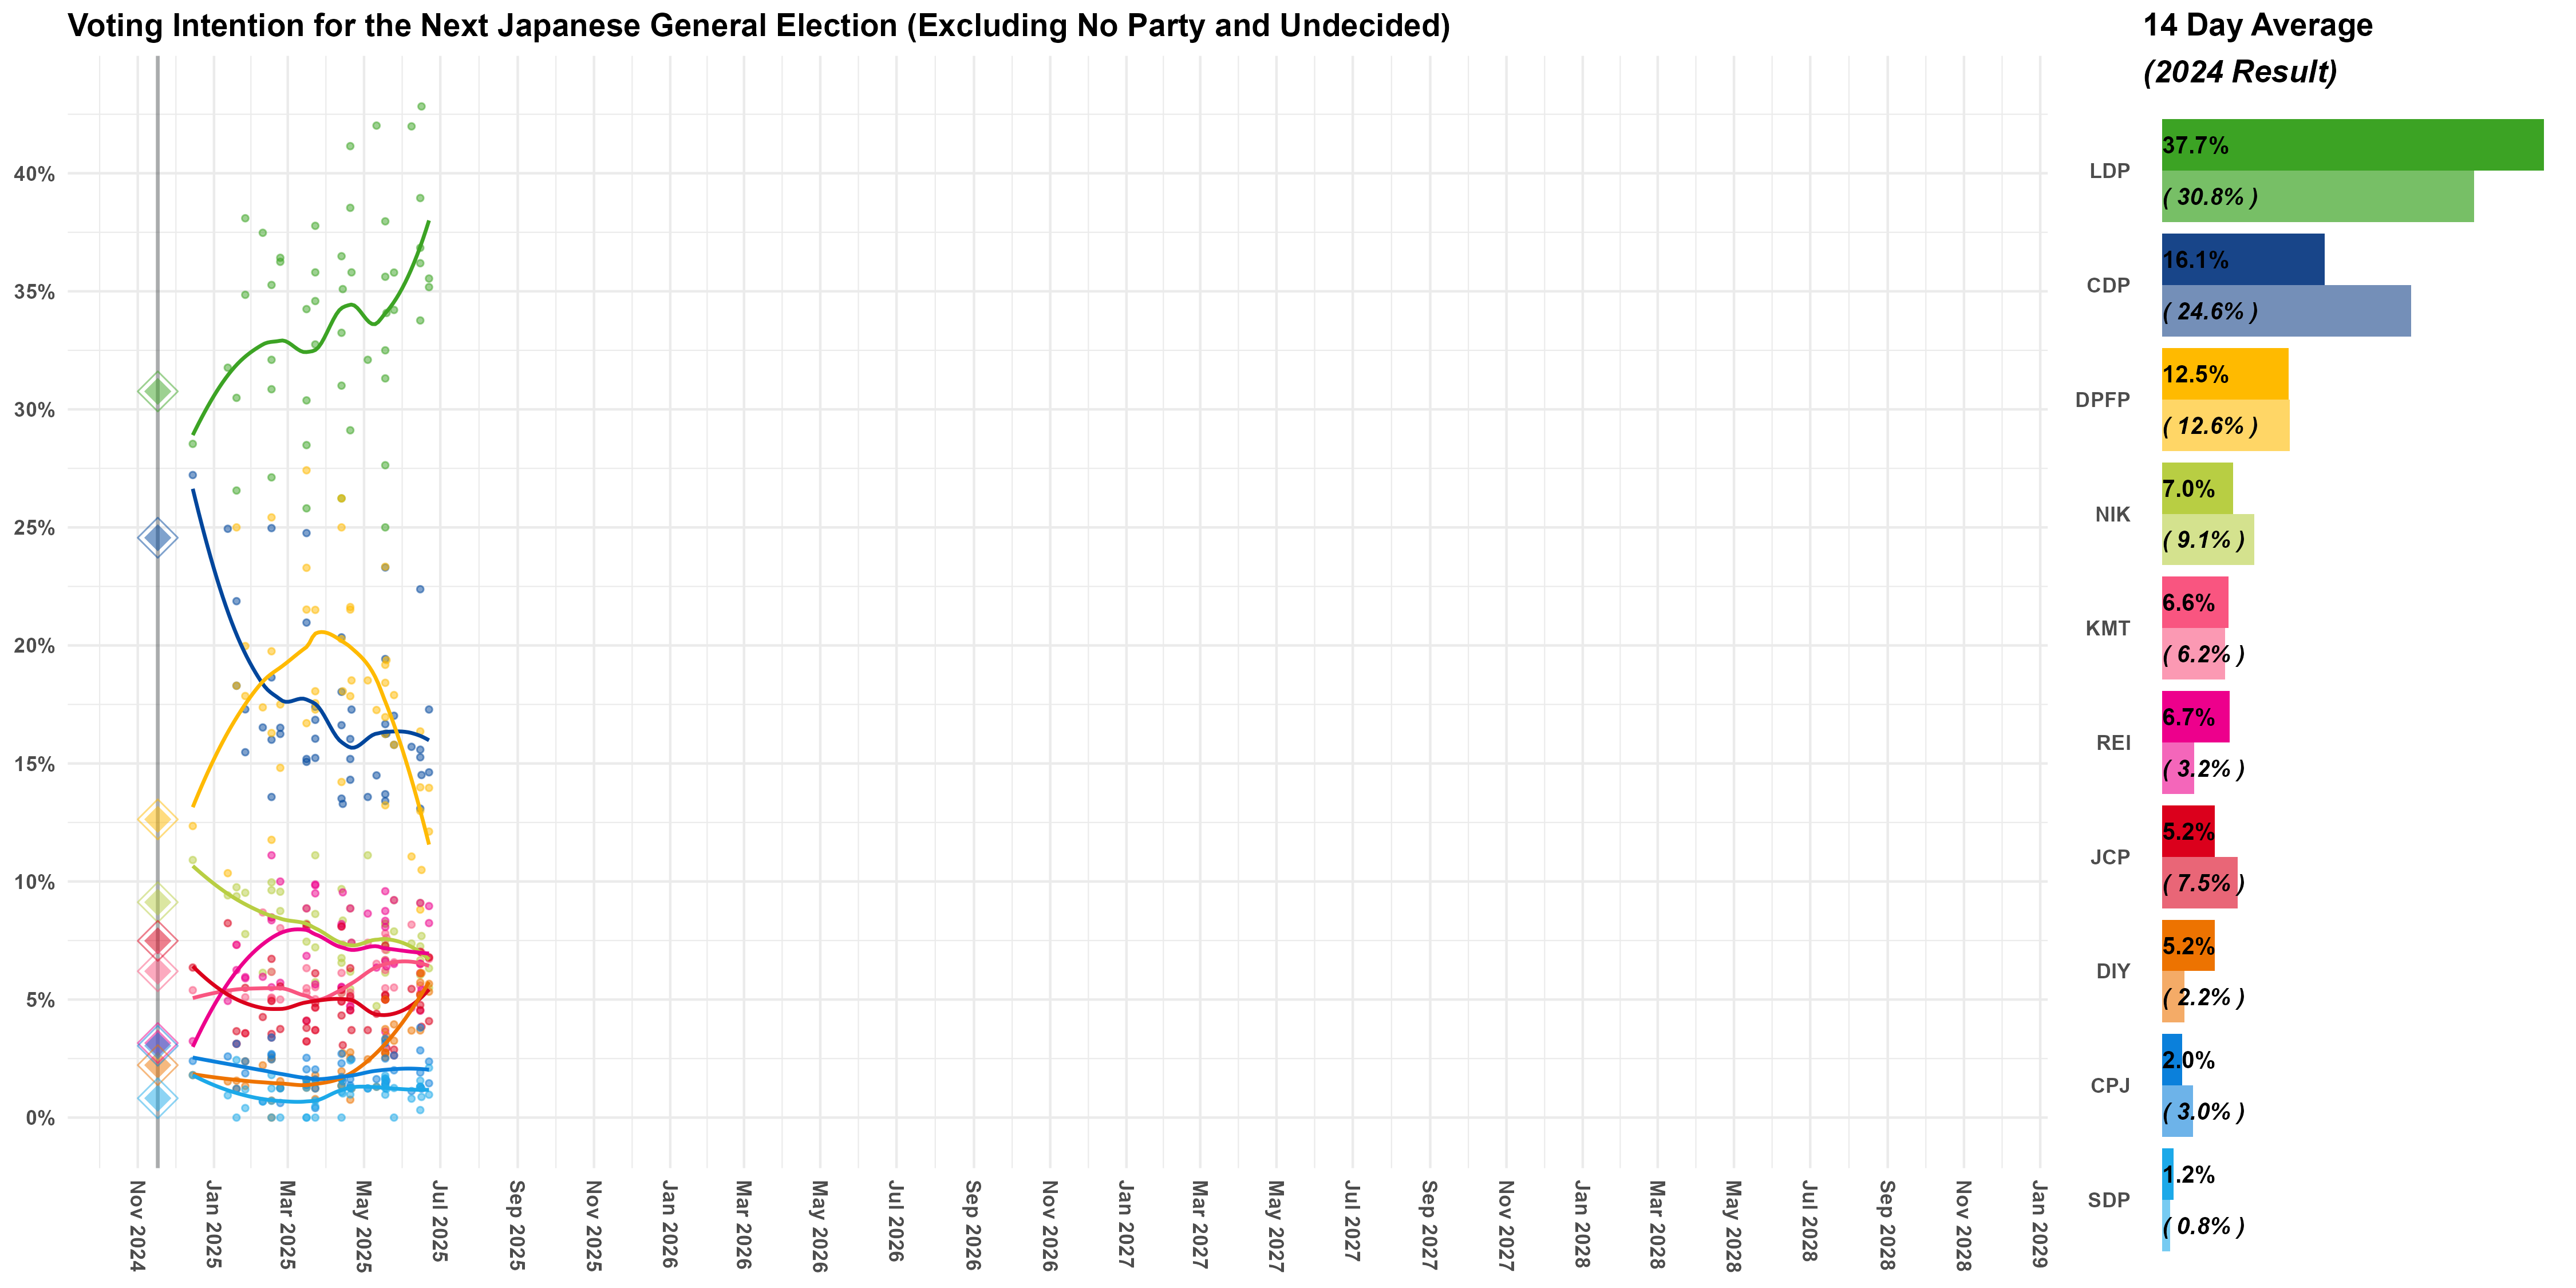 Voting Intention for the Next Japanese General Election (Excluding No Party and Undecided)
40%
35%
30%
25%
20%
15%
10%
5%
0%
Nov 2024
Jan 2025
Mar 2025
May 2025
Jul 2025
Sep 2025
Nov 2025
Jan 2026
Mar 2026
May 2026
Jul 2026
Sep 2026
Nov 2026
Jan 2027
Mar 2027
May 2027
Jul 2027
Sep 2027
Nov 2027
Jan 2028
Mar 2028
May 2028
Jul 2028
Sep 2028
Nov 2028
Jan 2029
14 Day Average
(2024 Result)
LDP
37.7%
( 30.8% )
CDP
16.1%
( 24.6% )
DPFP
12.5%
( 12.6% )
NIK
7.0%
( 9.1% )
KMT
6.6%
( 6.2% )
REI
6.7%
( 3.2% )
JCP
5.2%
( 7.5% )
DIY
5.2%
( 2.2% )
CPJ
2.0%
( 3.0% )
SDP
1.2%
( 0.8% )